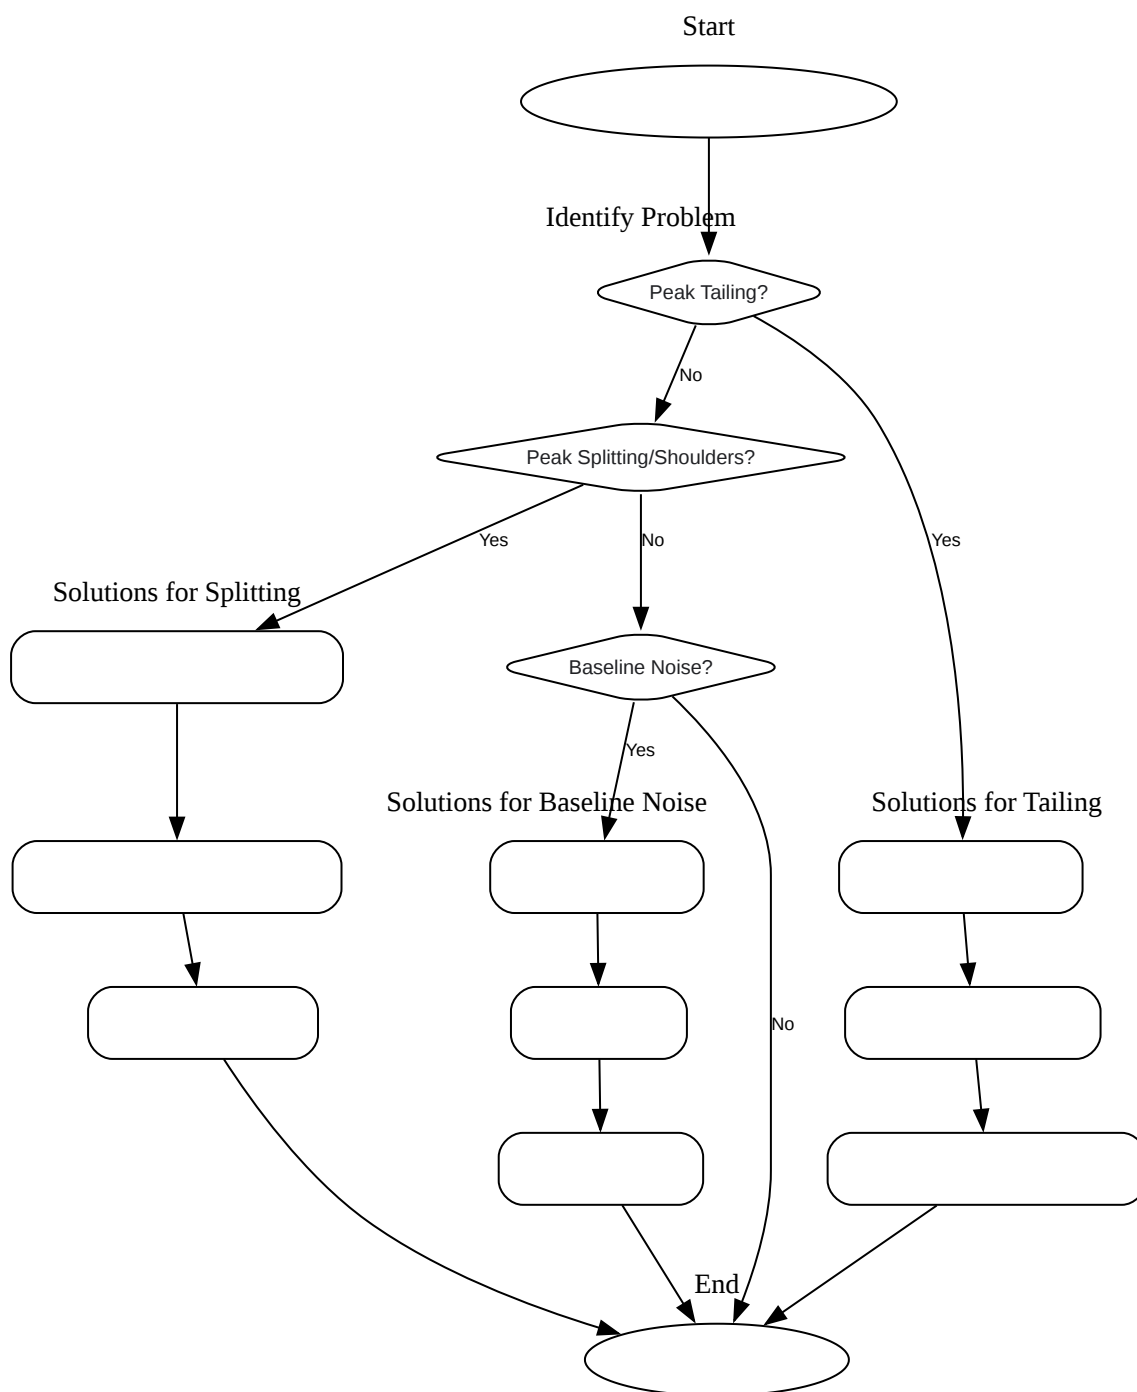 Start
Identify Problem
Peak Tailing?
No
Peak Splitting/Shoulders?
Yes
No
Yes
Solutions for Splitting
Baseline Noise?
Yes
Solutions for Baseline Noise
Solutions for Tailing
No
End